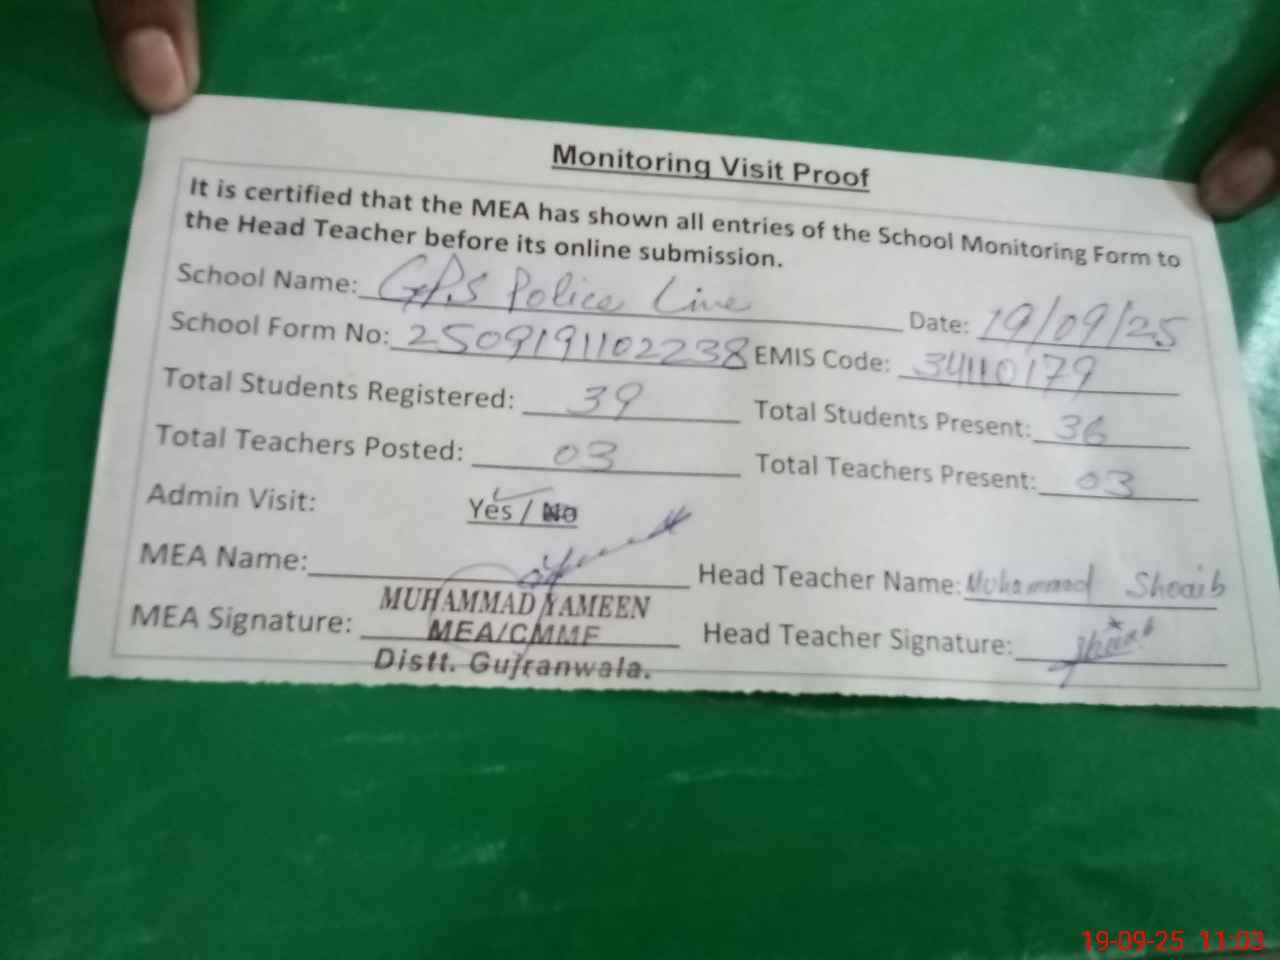 Monitoring Visit Proof
It is certified that the MEA has shown all entries of the School Monitoring Form to
the Head Teacher before its online submission.
School Name: GPS Police Line Date: 19/09/25
School Form No: 2509191102238 EMIS Code: 34110179
Total Students Registered: 39 Total Students Present: 36
Total Teachers Posted: 03 Total Teachers Present: 03
Admin Visit: Yes / No
MEA Name: Head Teacher Name: Muhammad Shoaib
MUHAMMAD YAMEEN
MEA Signature: MEA/CMMF Head Teacher Signature: Shoaib
Distt. Gujranwala.
19-09-25 11:03